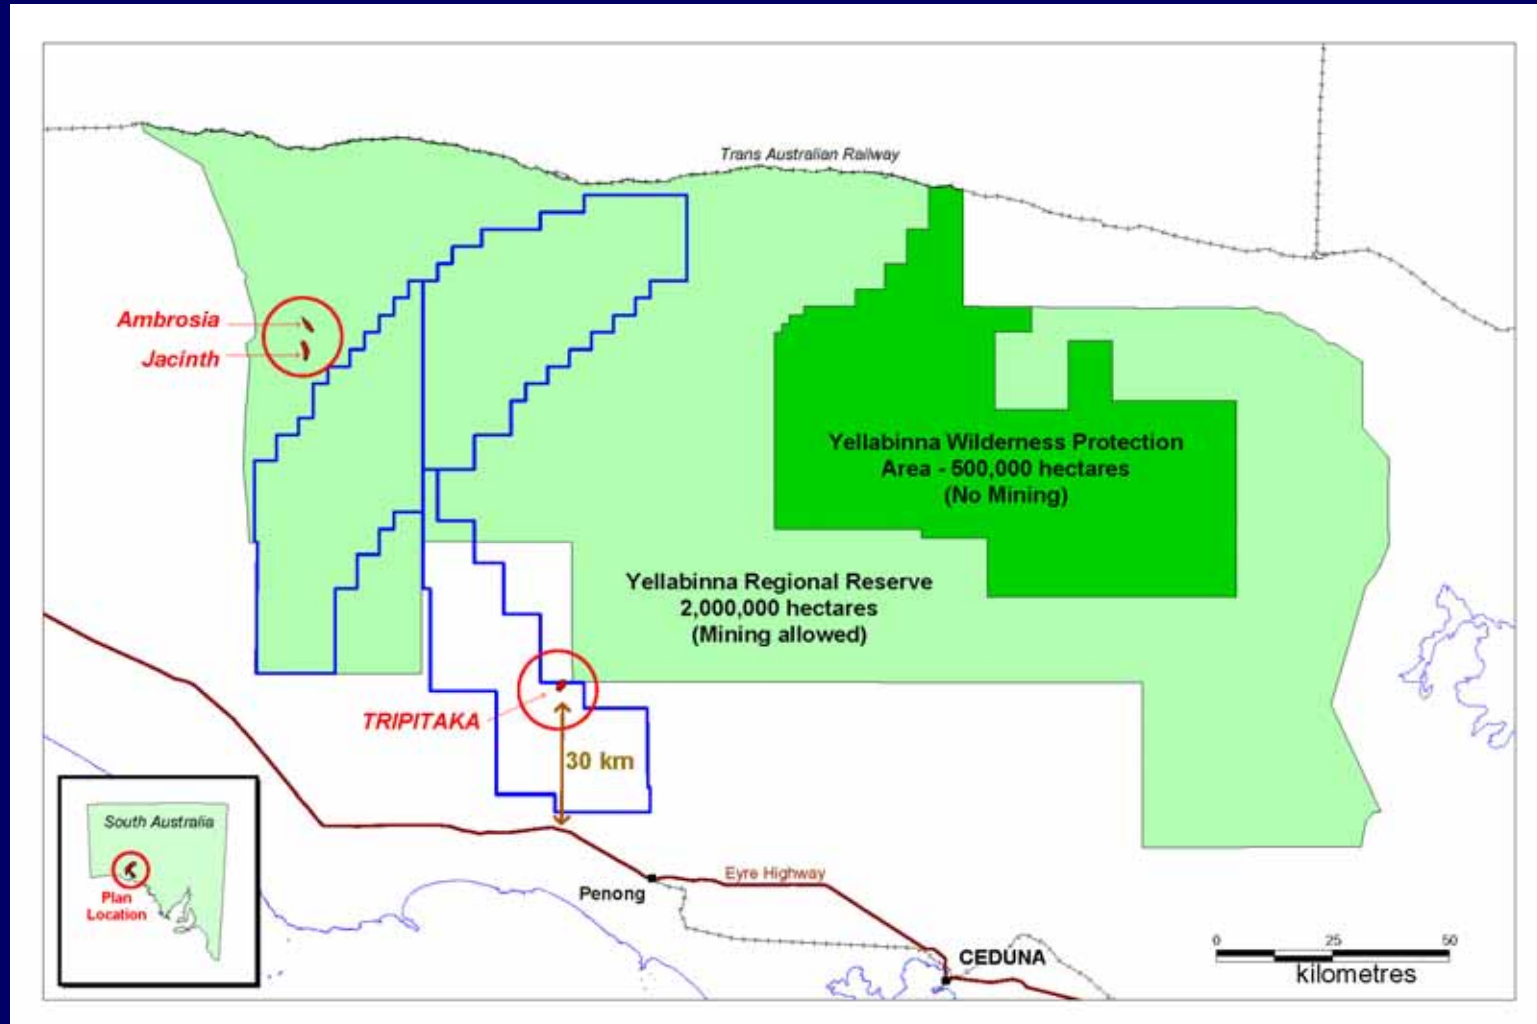 Trans Australian Railway
Ambrosia
Jacinth
Yellabinna Wilderness Protection
Area - 500,000 hectares
(No Mining)
Yellabinna Regional Reserve
2,000,000 hectares
(Mining allowed)
TRIPITAKA
30 km
South Australia
Plan
Location
Eyre Highway
Penong
CEDUNA
0 25 50
kilometres